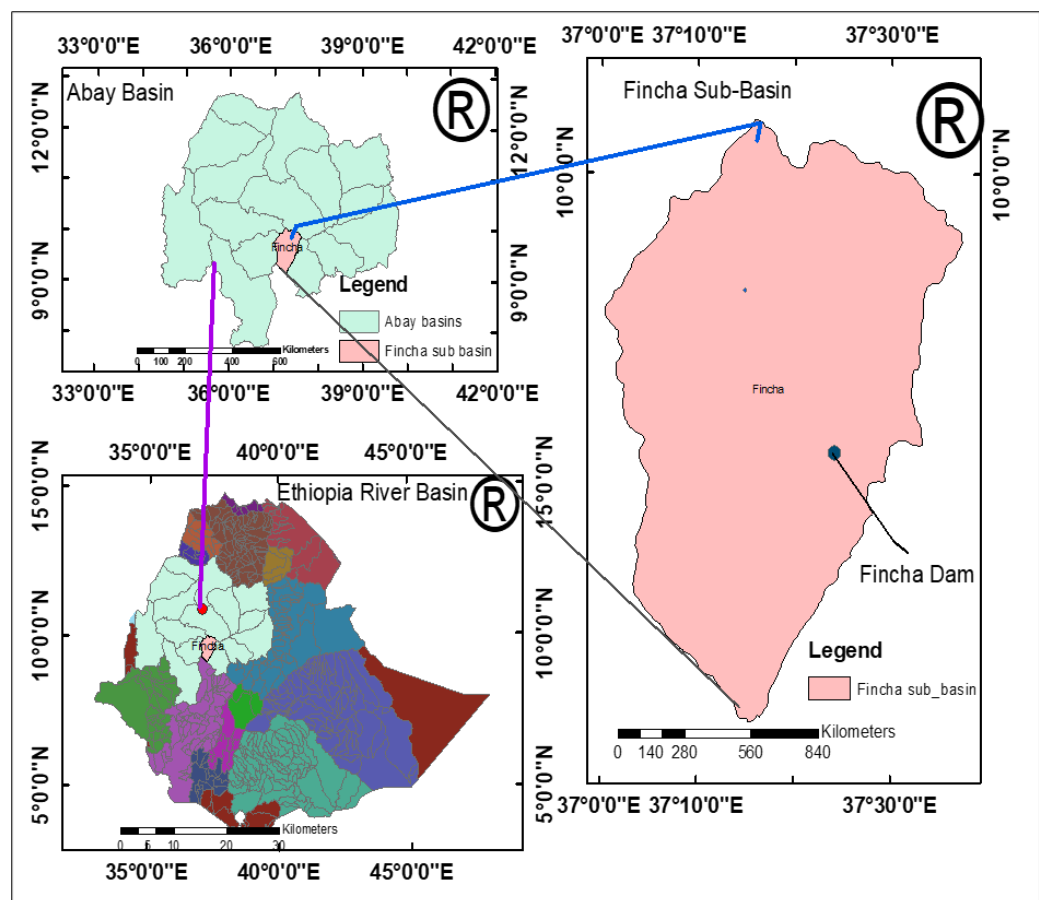 33°0'0"E 36°0'0"E 39°0'0"E 42°0'0"E
Abay Basin
R
12°0'0"N
9°0'0"N
12°0'0"N
9°0'0"N
Fincha
Legend
Abay basins
Fincha sub basin
Kilometers
0 100 200 400 600
33°0'0"E 36°0'0"E 39°0'0"E 42°0'0"E
37°0'0"E 37°10'0"E 37°30'0"E
Fincha Sub-Basin
R
10°0'0"N
10°0'0"N
Fincha
Fincha Dam
Legend
Fincha sub_basin
Kilometers
0 140 280 560 840
37°0'0"E 37°10'0"E 37°30'0"E
35°0'0"E 40°0'0"E 45°0'0"E
Ethiopia River Basin
R
15°0'0"N
10°0'0"N
5°0'0"N
15°0'0"N
10°0'0"N
5°0'0"N
Fincha
Kilometers
0 5 10 20 30
35°0'0"E 40°0'0"E 45°0'0"E